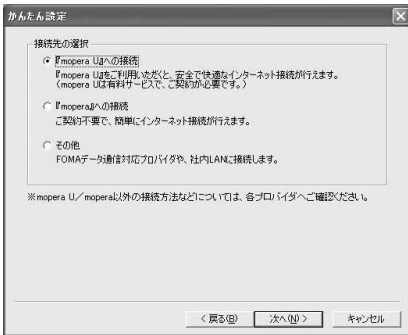 かんたん設定
接続先の選択
『mopera U』への接続
『mopera U』をご利用いただくと、安全で快適なインターネット接続が行えます。
(mopera Uは有料サービスで、ご契約が必要です。)
『mopera』への接続
ご契約不要で、簡単にインターネット接続が行えます。
その他
FOMAデータ通信対応プロバイダや、社内LANに接続します。
※mopera U／mopera以外の接続方法などについては、各プロバイダへご確認ください。
< 戻る(B) 次へ(N) > キャンセル